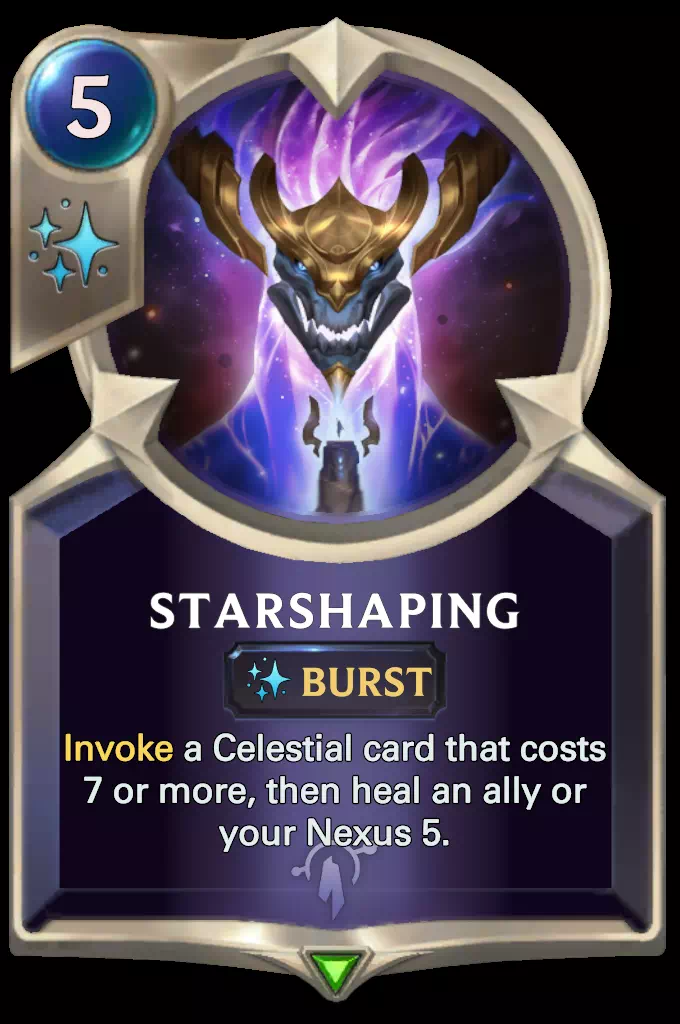 5
STARSHAPING
BURST
Invoke a Celestial card that costs
7 or more, then heal an ally or
your Nexus 5.